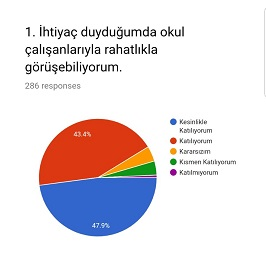 1. İhtiyaç duyduğumda okul
çalışanlarıyla rahatlıkla
görüşebiliyorum.
286 responses
43.4%
47.9%
Kesinlikle
Katılıyorum
Katılıyorum
Kararsızım
Kısmen Katılıyorum
Katılmıyorum